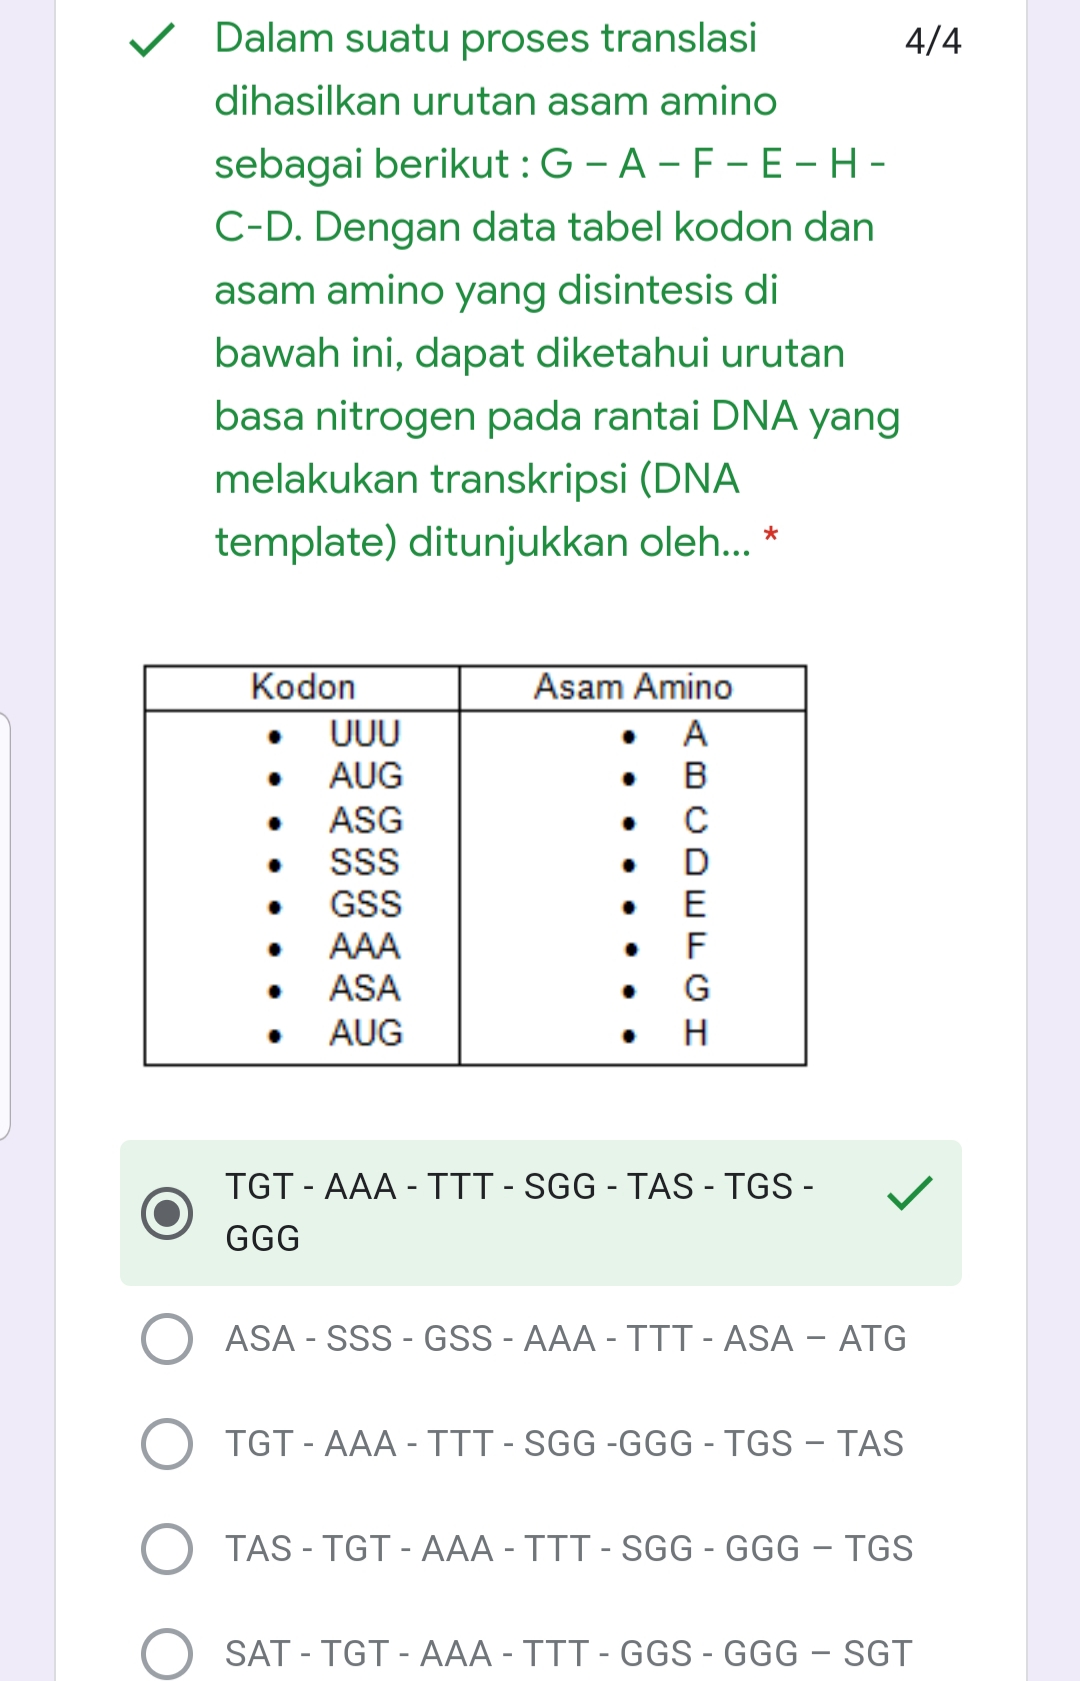 Dalam suatu proses translasi 4/4
dihasilkan urutan asam amino
sebagai berikut : G – A – F – E – H -
C-D. Dengan data tabel kodon dan
asam amino yang disintesis di
bawah ini, dapat diketahui urutan
basa nitrogen pada rantai DNA yang
melakukan transkripsi (DNA
template) ditunjukkan oleh... *
Kodon Asam Amino
• UUU • A
• AUG • B
• ASG • C
• SSS • D
• GSS • E
• AAA • F
• ASA • G
• AUG • H
TGT - AAA - TTT - SGG - TAS - TGS -
GGG
ASA - SSS - GSS - AAA - TTT - ASA – ATG
TGT - AAA - TTT - SGG -GGG - TGS – TAS
TAS - TGT - AAA - TTT - SGG - GGG – TGS
SAT - TGT - AAA - TTT - GGS - GGG – SGT